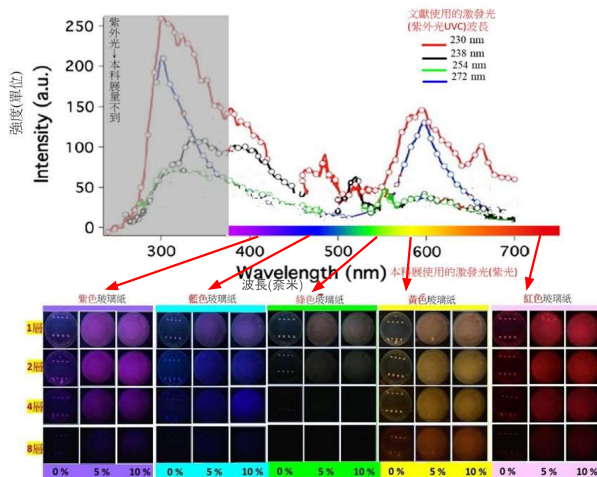 文獻使用的激發光
(紫外光UVC)波長
230 nm
238 nm
254 nm
272 nm
紫外光→本科展量不到
強度(單位)
Intensity (a.u.)
250
200
150
100
50
0
300
400
500
600
700
Wavelength (nm)
本科展使用的激發光(紫光)
波長(奈米)
紫色玻璃紙
藍色玻璃紙
綠色玻璃紙
黃色玻璃紙
紅色玻璃紙
1層
2層
4層
8層
0 %
5 %
10 %
0 %
5 %
10 %
0 %
5 %
10 %
0 %
5 %
10 %
0 %
5 %
10 %